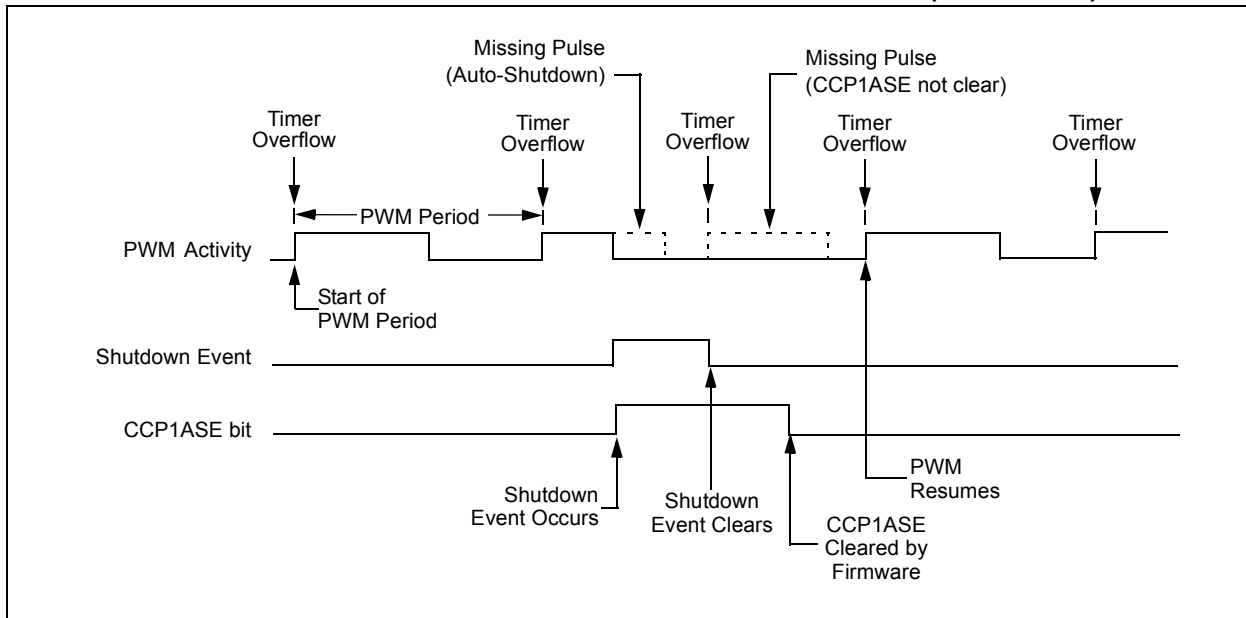 Missing Pulse
(Auto-Shutdown)
Missing Pulse
(CCP1ASE not clear)
Timer
Overflow
Timer
Overflow
Timer
Overflow
Timer
Overflow
Timer
Overflow
PWM Period
PWM Activity
Start of
PWM Period
Shutdown Event
CCP1ASE bit
Shutdown
Event Occurs
Shutdown
Event Clears
PWM
Resumes
CCP1ASE
Cleared by
Firmware